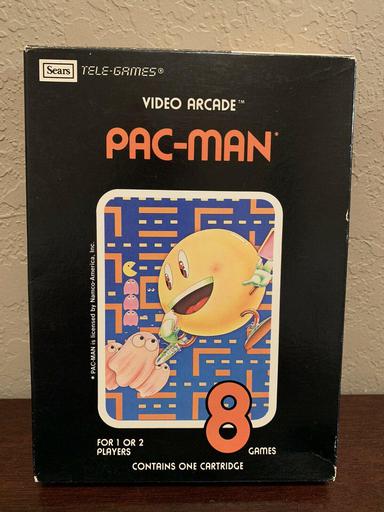 Sears TELE-GAMES®
VIDEO ARCADE™
PAC-MAN*
* PAC-MAN is licensed by Namco-America, Inc.
8
FOR 1 OR 2
PLAYERS
GAMES
CONTAINS ONE CARTRIDGE